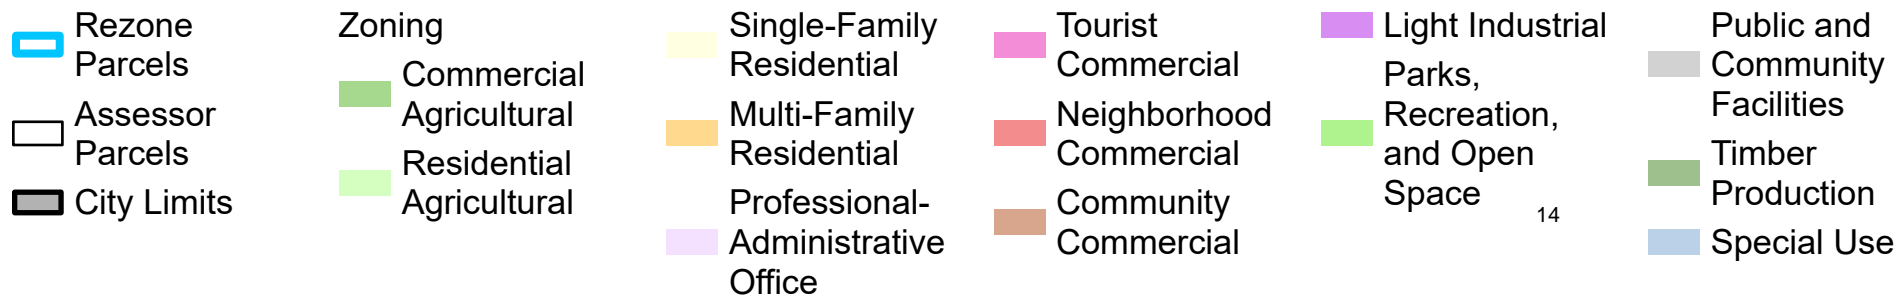 Rezone
Parcels
Assessor
Parcels
City Limits
Zoning
Commercial
Agricultural
Residential
Agricultural
Single-Family
Residential
Multi-Family
Residential
Professional-
Administrative
Office
Tourist
Commercial
Neighborhood
Commercial
Community
Commercial
Light Industrial
Parks,
Recreation,
and Open
Space
14
Public and
Community
Facilities
Timber
Production
Special Use